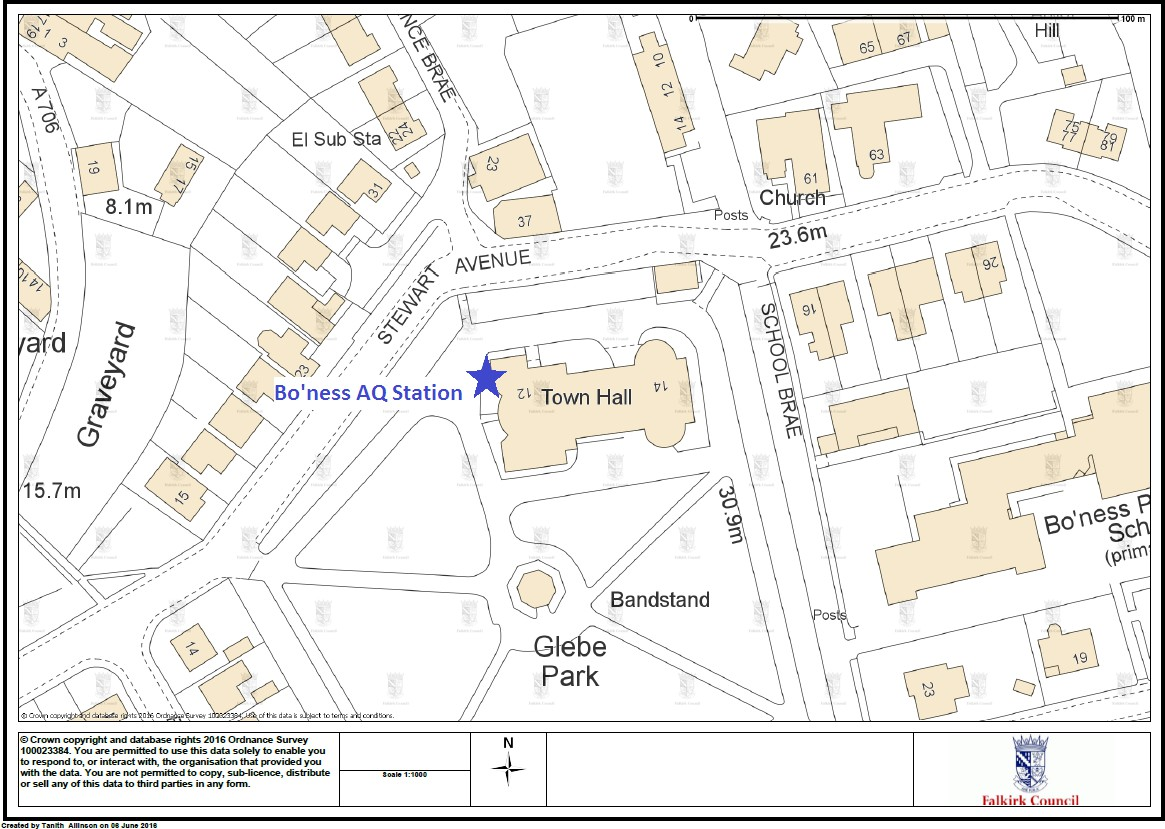 0
100 m
Hill
19
1
3
NCE BRAE
A 706
65
67
10
12
14
El Sub Sta
24
23
75
77
79
81
63
61
Church
19
15
17
8.1m
31
37
Posts
23.6m
AVENUE
STEWART
26
16
SCHOOL BRAE
14
yard
Graveyard
23
Bo'ness AQ Station
12
Town Hall
14
15.7m
15
30.9m
Bo'ness P
Sch
(prim
Bandstand
Posts
Glebe
Park
14
19
23
© Crown copyright and database rights 2016 Ordnance Survey 100023384. Use of this data is subject to terms and conditions.
© Crown copyright and database rights 2016 Ordnance Survey
100023384. You are permitted to use this data solely to enable you
to respond to, or interact with, the organisation that provided you
with the data. You are not permitted to copy, sub-licence, distribute
or sell any of this data to third parties in any form.
Scale 1:1000
N
Falkirk Council
Created by Tanith Allinson on 06 June 2016